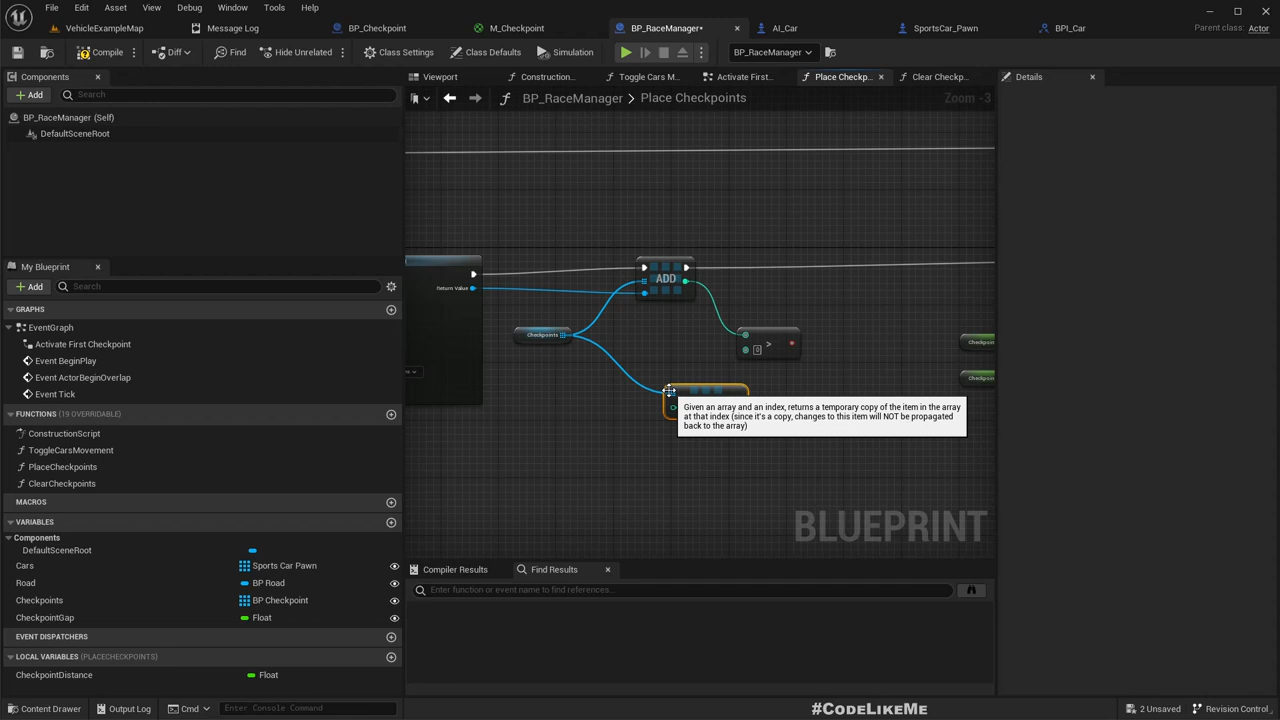 File Edit Asset View Debug Window Tools Help
VehicleExampleMap Message Log BP_Checkpoint M_Checkpoint BP_RaceManager* × AI_Car SportsCar_Pawn BPI_Car Parent class: Actor
Compile Diff Find Hide Unrelated Class Settings Class Defaults Simulation BP_RaceManager
Components × Viewport Construction... Toggle Cars M... Activate First... Place Checkp... × Clear Checkp... Details ×
+ Add Search BP_RaceManager > Place Checkpoints Zoom -3
BP_RaceManager (Self)
DefaultSceneRoot
My Blueprint ×
+ Add Search
GRAPHS
EventGraph
Activate First Checkpoint
Event BeginPlay
Event ActorBeginOverlap
Event Tick
FUNCTIONS (19 OVERRIDABLE)
ConstructionScript
ToggleCarsMovement
PlaceCheckpoints
ClearCheckpoints
MACROS
VARIABLES
Components
DefaultSceneRoot
Cars Sports Car Pawn
Road BP Road
Checkpoints BP Checkpoint
CheckpointGap Float
EVENT DISPATCHERS
LOCAL VARIABLES (PLACECHECKPOINTS)
CheckpointDistance Float
Return Value
ADD
Checkpoints
0 >
Checkpoin
Checkpoin
Given an array and an index, returns a temporary copy of the item in the array
at that index (since it's a copy, changes to this item will NOT be propagated
back to the array)
BLUEPRINT
Compiler Results Find Results ×
Enter function or event name to find references...
Content Drawer Output Log Cmd Enter Console Command #CODELIKEME 2 Unsaved Revision Control